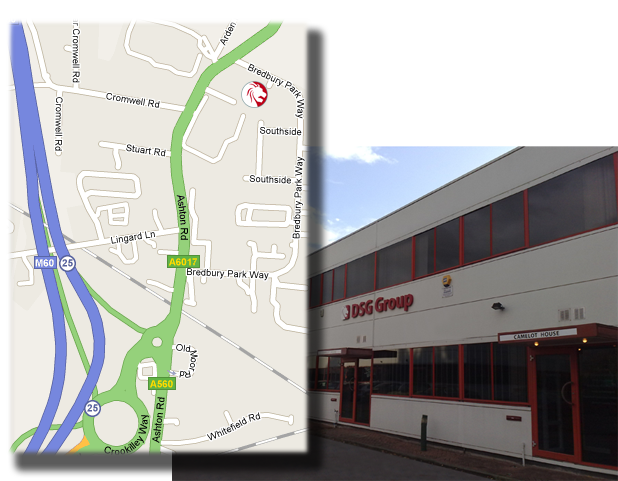 Arden
r Cromwell Rd
Bredbury Park Way
Cromwell Rd
Cromwell Rd
Southside
Stuart Rd
Southside
Bredbury Park Way
Ashton Rd
Lingard Ln
M60
25
A6017
Bredbury Park Way
DSG Group
CAMELOT HOUSE
Old
Moor
Rd
A560
25
Ashton Rd
Crookilley Way
Whitefield Rd